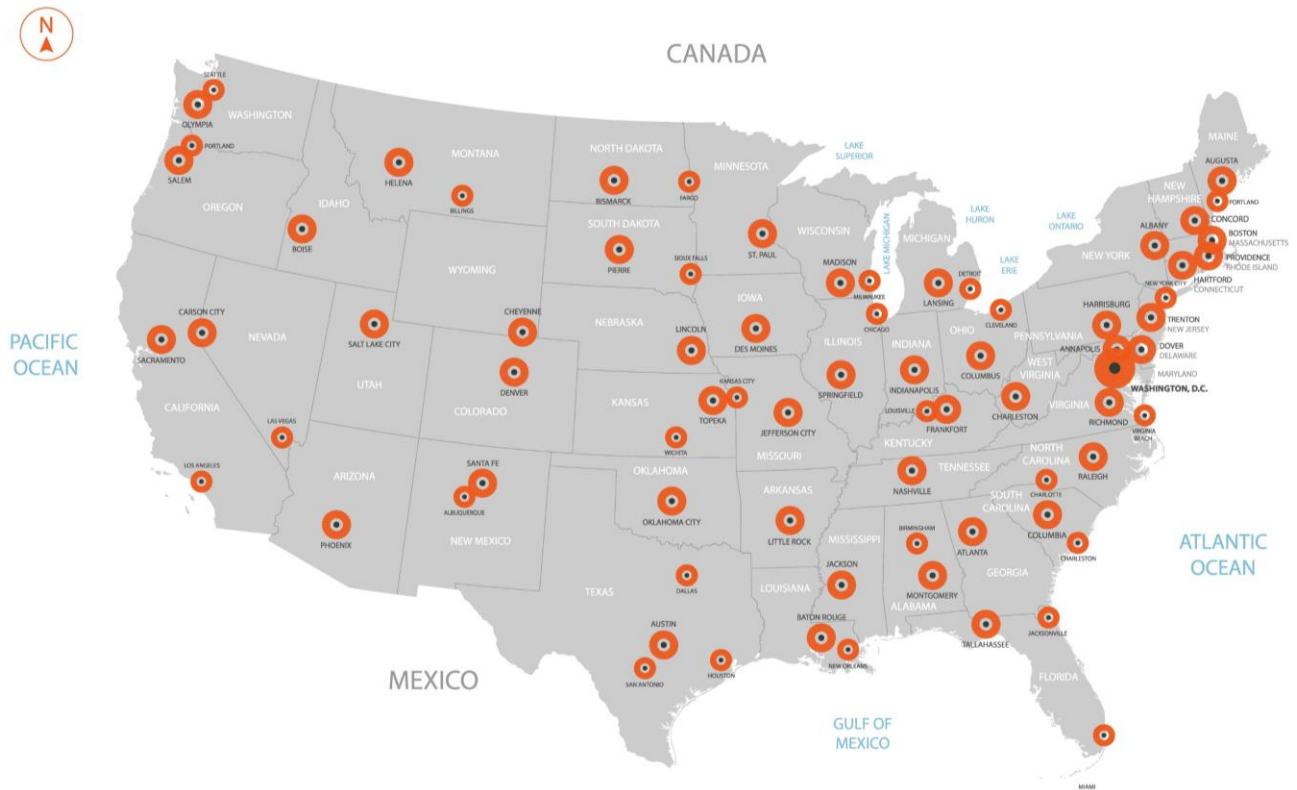 N
CANADA
SEATTLE
OLYMPIA
WASHINGTON
PORTLAND
SALEM
OREGON
HELENA
MONTANA
BILLINGS
IDAHO
BOISE
NORTH DAKOTA
BISMARCK
FARGO
MINNESOTA
SOUTH DAKOTA
PIERRE
SIOUX FALLS
ST. PAUL
LAKE
SUPERIOR
WISCONSIN
MADISON
MILWAUKEE
LAKE MICHIGAN
MICHIGAN
LANSING
DETROIT
LAKE
HURON
LAKE
ERIE
LAKE
ONTARIO
MAINE
AUGUSTA
PORTLAND
NEW
HAMPSHIRE
CONCORD
ALBANY
BOSTON
MASSACHUSETTS
PROVIDENCE
RHODE ISLAND
NEW YORK
HARTFORD
CONNECTICUT
NEW YORK CITY
WYOMING
CHEYENNE
PACIFIC
OCEAN
CARSON CITY
SACRAMENTO
NEVADA
SALT LAKE CITY
UTAH
DENVER
COLORADO
NEBRASKA
LINCOLN
IOWA
DES MOINES
CHICAGO
ILLINOIS
SPRINGFIELD
INDIANA
INDIANAPOLIS
OHIO
COLUMBUS
CLEVELAND
HARRISBURG
PENNSYLVANIA
TRENTON
NEW JERSEY
ANNAPOLIS
DOVER
DELAWARE
MARYLAND
WASHINGTON, D.C.
WEST
VIRGINIA
CHARLESTON
VIRGINIA
RICHMOND
VIRGINIA
BEACH
CALIFORNIA
LAS VEGAS
LOS ANGELES
KANSAS
TOPEKA
KANSAS CITY
WICHITA
JEFFERSON CITY
MISSOURI
LOUISVILLE
FRANKFORT
KENTUCKY
ARIZONA
PHOENIX
SANTA FE
ALBUQUERQUE
NEW MEXICO
OKLAHOMA
OKLAHOMA CITY
ARKANSAS
LITTLE ROCK
TENNESSEE
NASHVILLE
NORTH
CAROLINA
RALEIGH
CHARLOTTE
SOUTH
CAROLINA
COLUMBIA
CHARLESTON
ATLANTIC
OCEAN
TEXAS
DALLAS
AUSTIN
SAN ANTONIO
HOUSTON
LOUISIANA
BATON ROUGE
NEW ORLEANS
MISSISSIPPI
JACKSON
BIRMINGHAM
MONTGOMERY
ALABAMA
ATLANTA
GEORGIA
TALLAHASSEE
JACKSONVILLE
FLORIDA
MIAMI
MEXICO
GULF OF
MEXICO